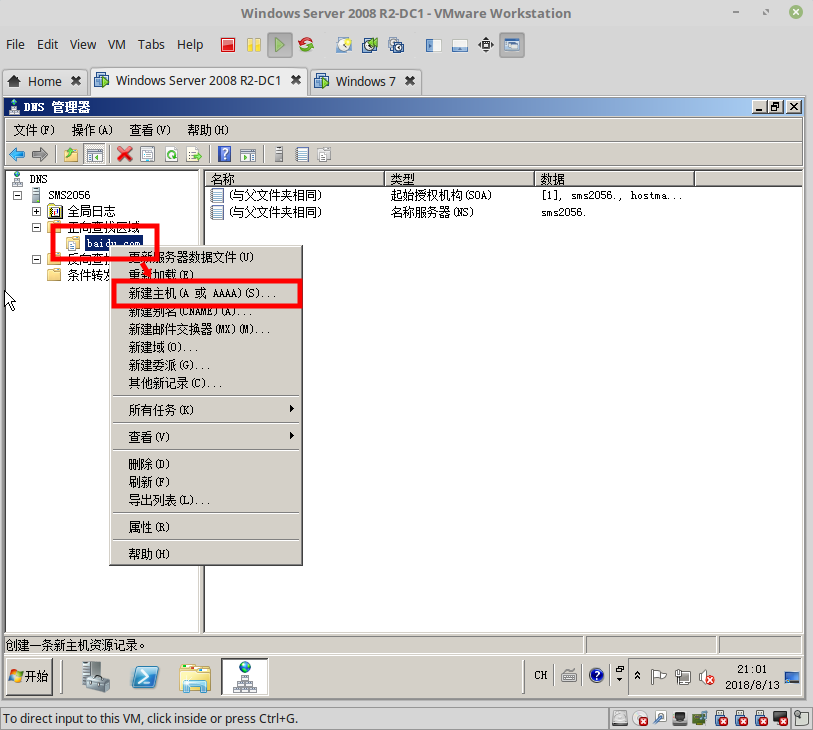 Windows Server 2008 R2-DC1 - VMware Workstation
File Edit View VM Tabs Help
Home Windows Server 2008 R2-DC1 Windows 7
DNS 管理器
文件(F) 操作(A) 查看(V) 帮助(H)
DNS
SMS2056
全局日志
正向查找区域
baidu.com
反向查找
条件转发
名称 类型 数据
(与父文件夹相同) 起始授权机构(SOA) [1], sms2056., hostma...
(与父文件夹相同) 名称服务器(NS) sms2056.
更新服务器数据文件(U)
重新加载(E)
新建主机(A 或 AAAA)(S)...
新建别名(CNAME)(A)...
新建邮件交换器(MX)(M)...
新建域(O)...
新建委派(G)...
其他新记录(C)...
所有任务(K)
查看(V)
删除(D)
刷新(F)
导出列表(L)...
属性(R)
帮助(H)
创建一条新主机资源记录。
开始 CH 21:01
2018/8/13
To direct input to this VM, click inside or press Ctrl+G.